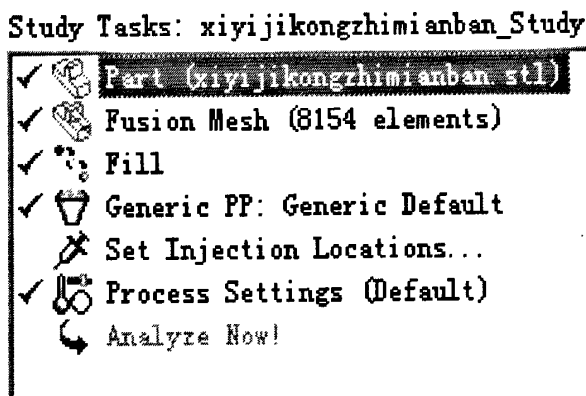 Study Tasks: xiyijikongzhimianban_Study
Part (xiyijikongzhimianban.stl)
Fusion Mesh (8154 elements)
Fill
Generic PP: Generic Default
Set Injection Locations...
Process Settings (Default)
Analyze Now!